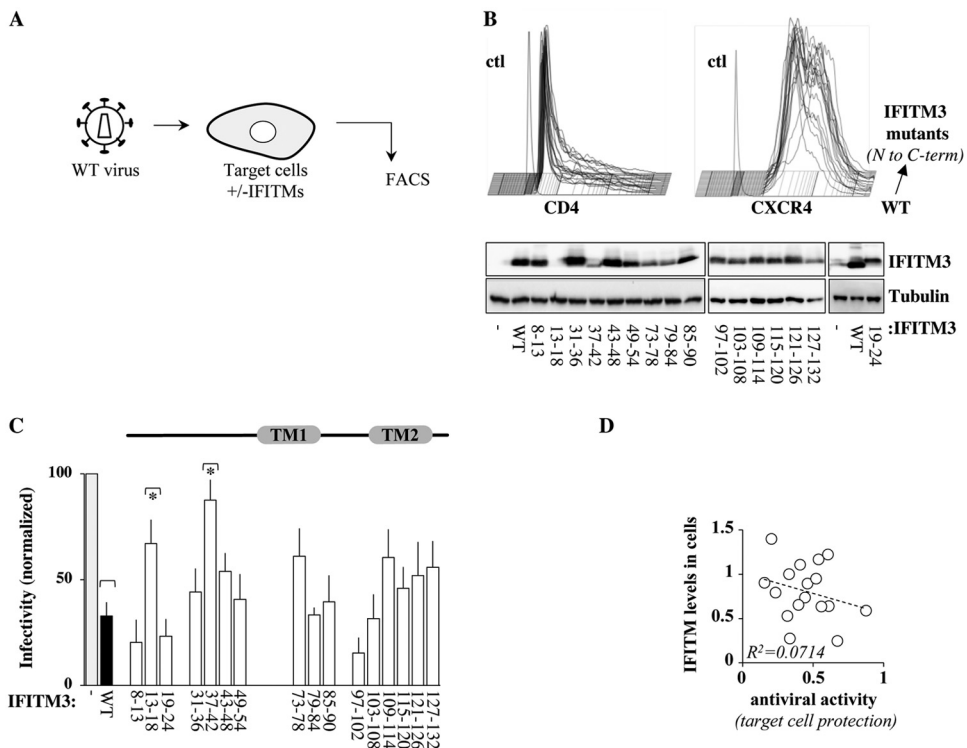 A
WT virus
Target cells
+/-IFITMs
FACS
B
ctl
ctl
IFITM3
mutants
(N to C-term)
CD4
CXCR4
WT
IFITM3
Tubulin
:IFITM3
-
WT
8-13
13-18
31-36
37-42
43-48
49-54
73-78
79-84
85-90
97-102
103-108
109-114
115-120
121-126
127-132
-
WT
19-24
C
TM1
TM2
Infectivity (normalized)
100
50
0
*
*
IFITM3:
-
WT
8-13
13-18
19-24
31-36
37-42
43-48
49-54
73-78
79-84
85-90
97-102
103-108
109-114
115-120
121-126
127-132
D
IFITM levels in cells
1.5
1
0.5
0
R²=0.0714
0
0.5
1
antiviral activity
(target cell protection)